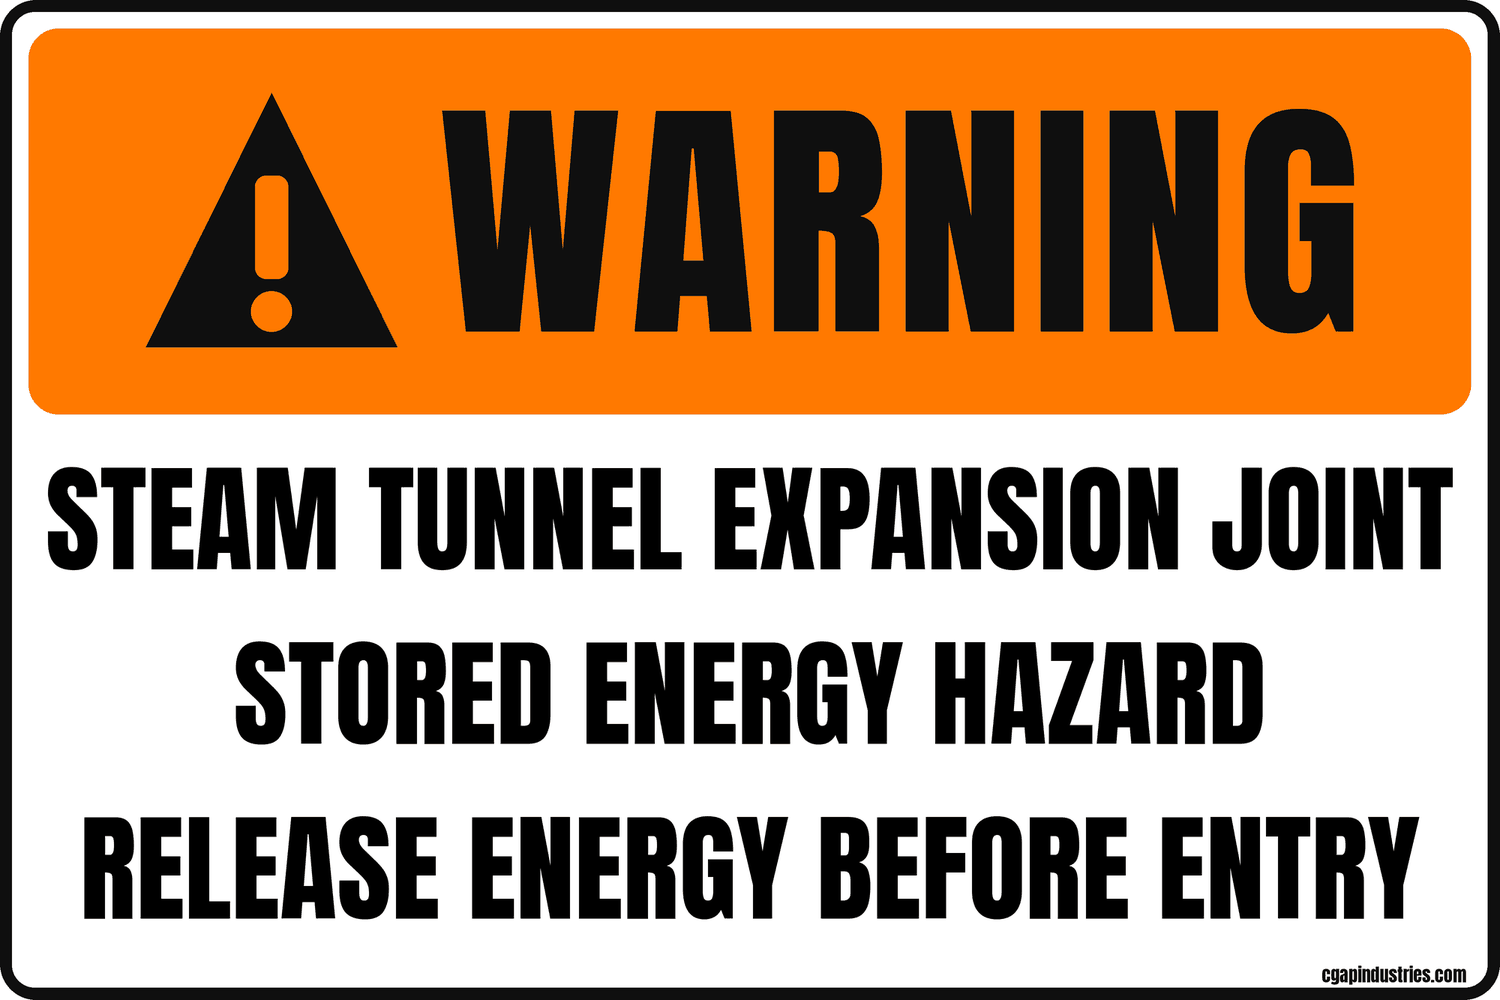 WARNING
STEAM TUNNEL EXPANSION JOINT
STORED ENERGY HAZARD
RELEASE ENERGY BEFORE ENTRY
cgapindustries.com